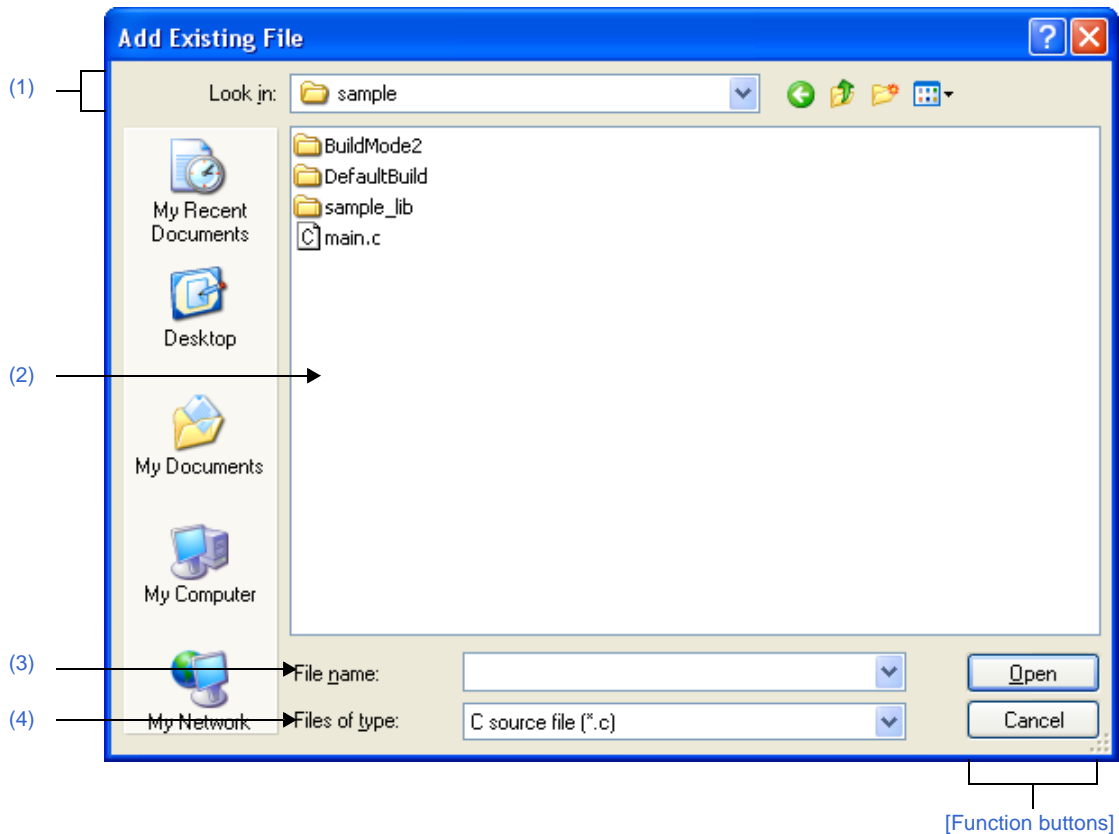 Add Existing File
(1)
Look in:
sample
BuildMode2
DefaultBuild
sample_lib
main.c
My Recent
Documents
Desktop
(2)
My Documents
My Computer
(3)
File name:
Open
(4)
My Network
Files of type:
C source file (*.c)
Cancel
[Function buttons]